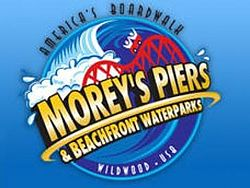 AMERICA'S BOARDWALK
MOREY'S PIERS
& BEACHFRONT WATERPARKS
WILDWOOD • USA